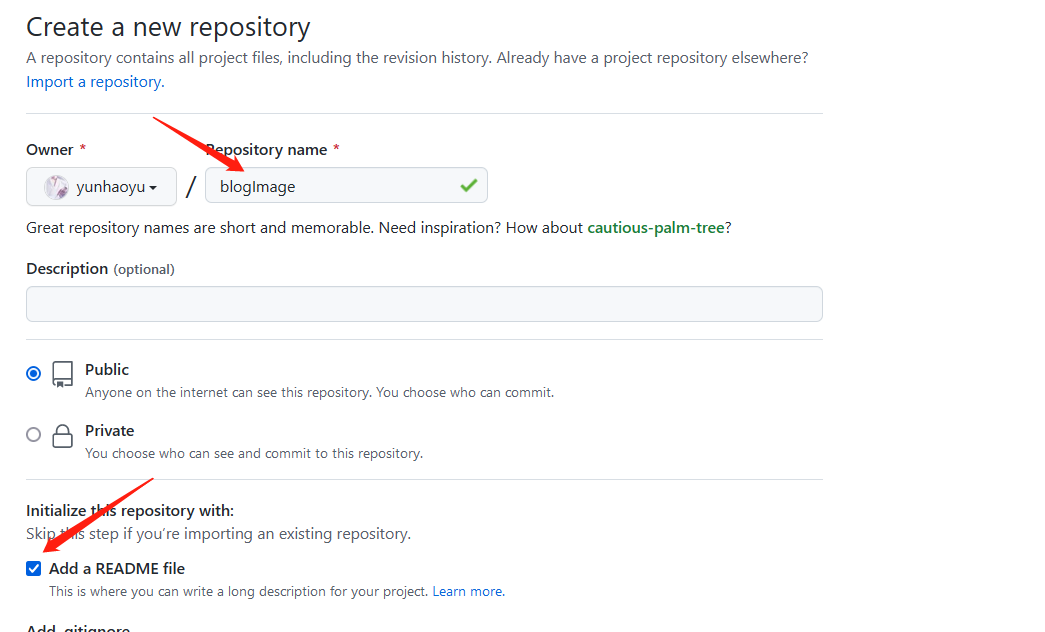 Create a new repository
A repository contains all project files, including the revision history. Already have a project repository elsewhere?
Import a repository.
Owner * Repository name *
yunhaoyu / blogImage
Great repository names are short and memorable. Need inspiration? How about cautious-palm-tree?
Description (optional)
Public
Anyone on the internet can see this repository. You choose who can commit.
Private
You choose who can see and commit to this repository.
Initialize this repository with:
Skip this step if you're importing an existing repository.
Add a README file
This is where you can write a long description for your project. Learn more.
Add .gitignore